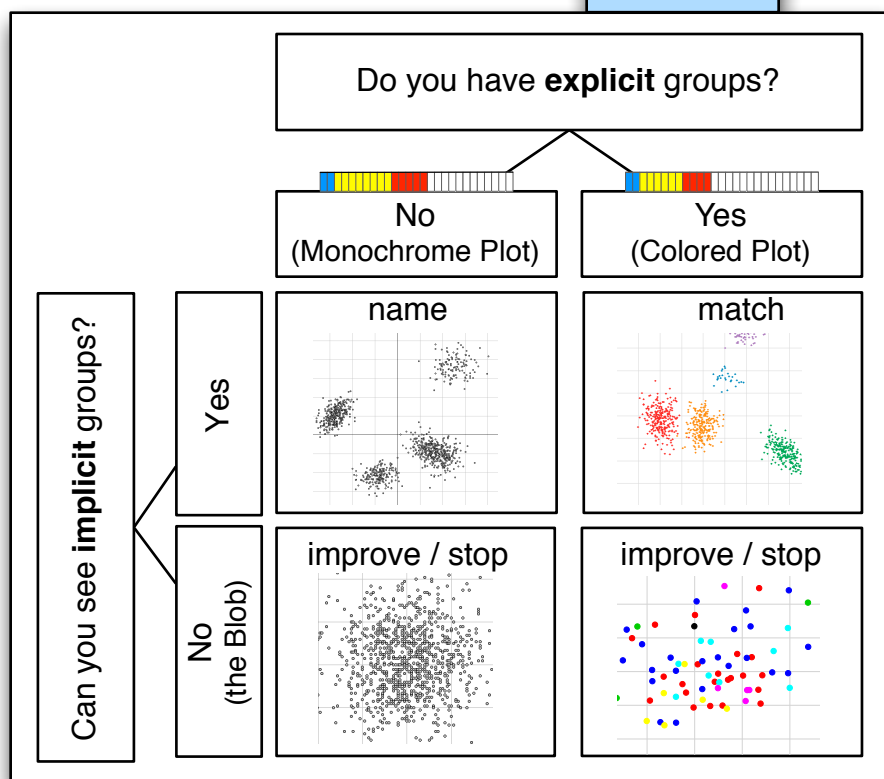 Do you have explicit groups?
No
(Monochrome Plot)
Yes
(Colored Plot)
Can you see implicit groups?
Yes
name
match
No
(the Blob)
improve / stop
improve / stop